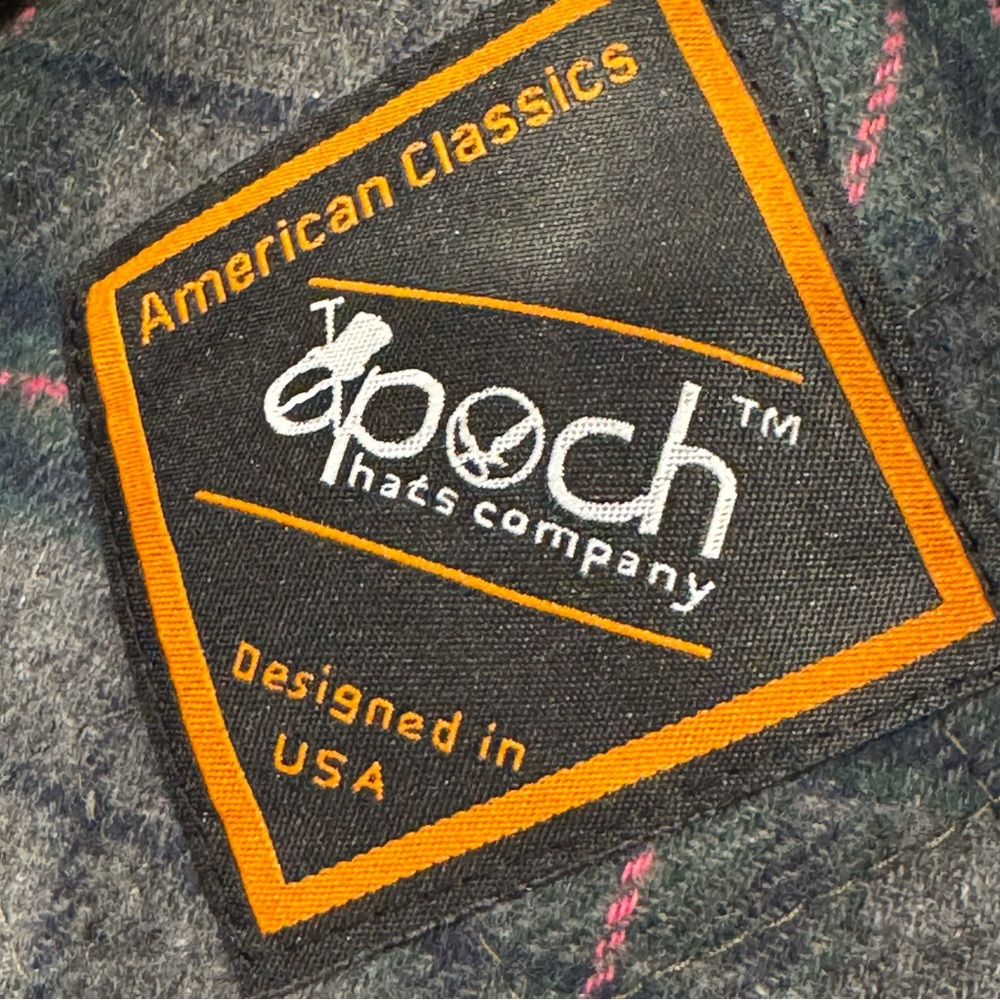 American Classics
epoch™
hats company
Designed in
USA